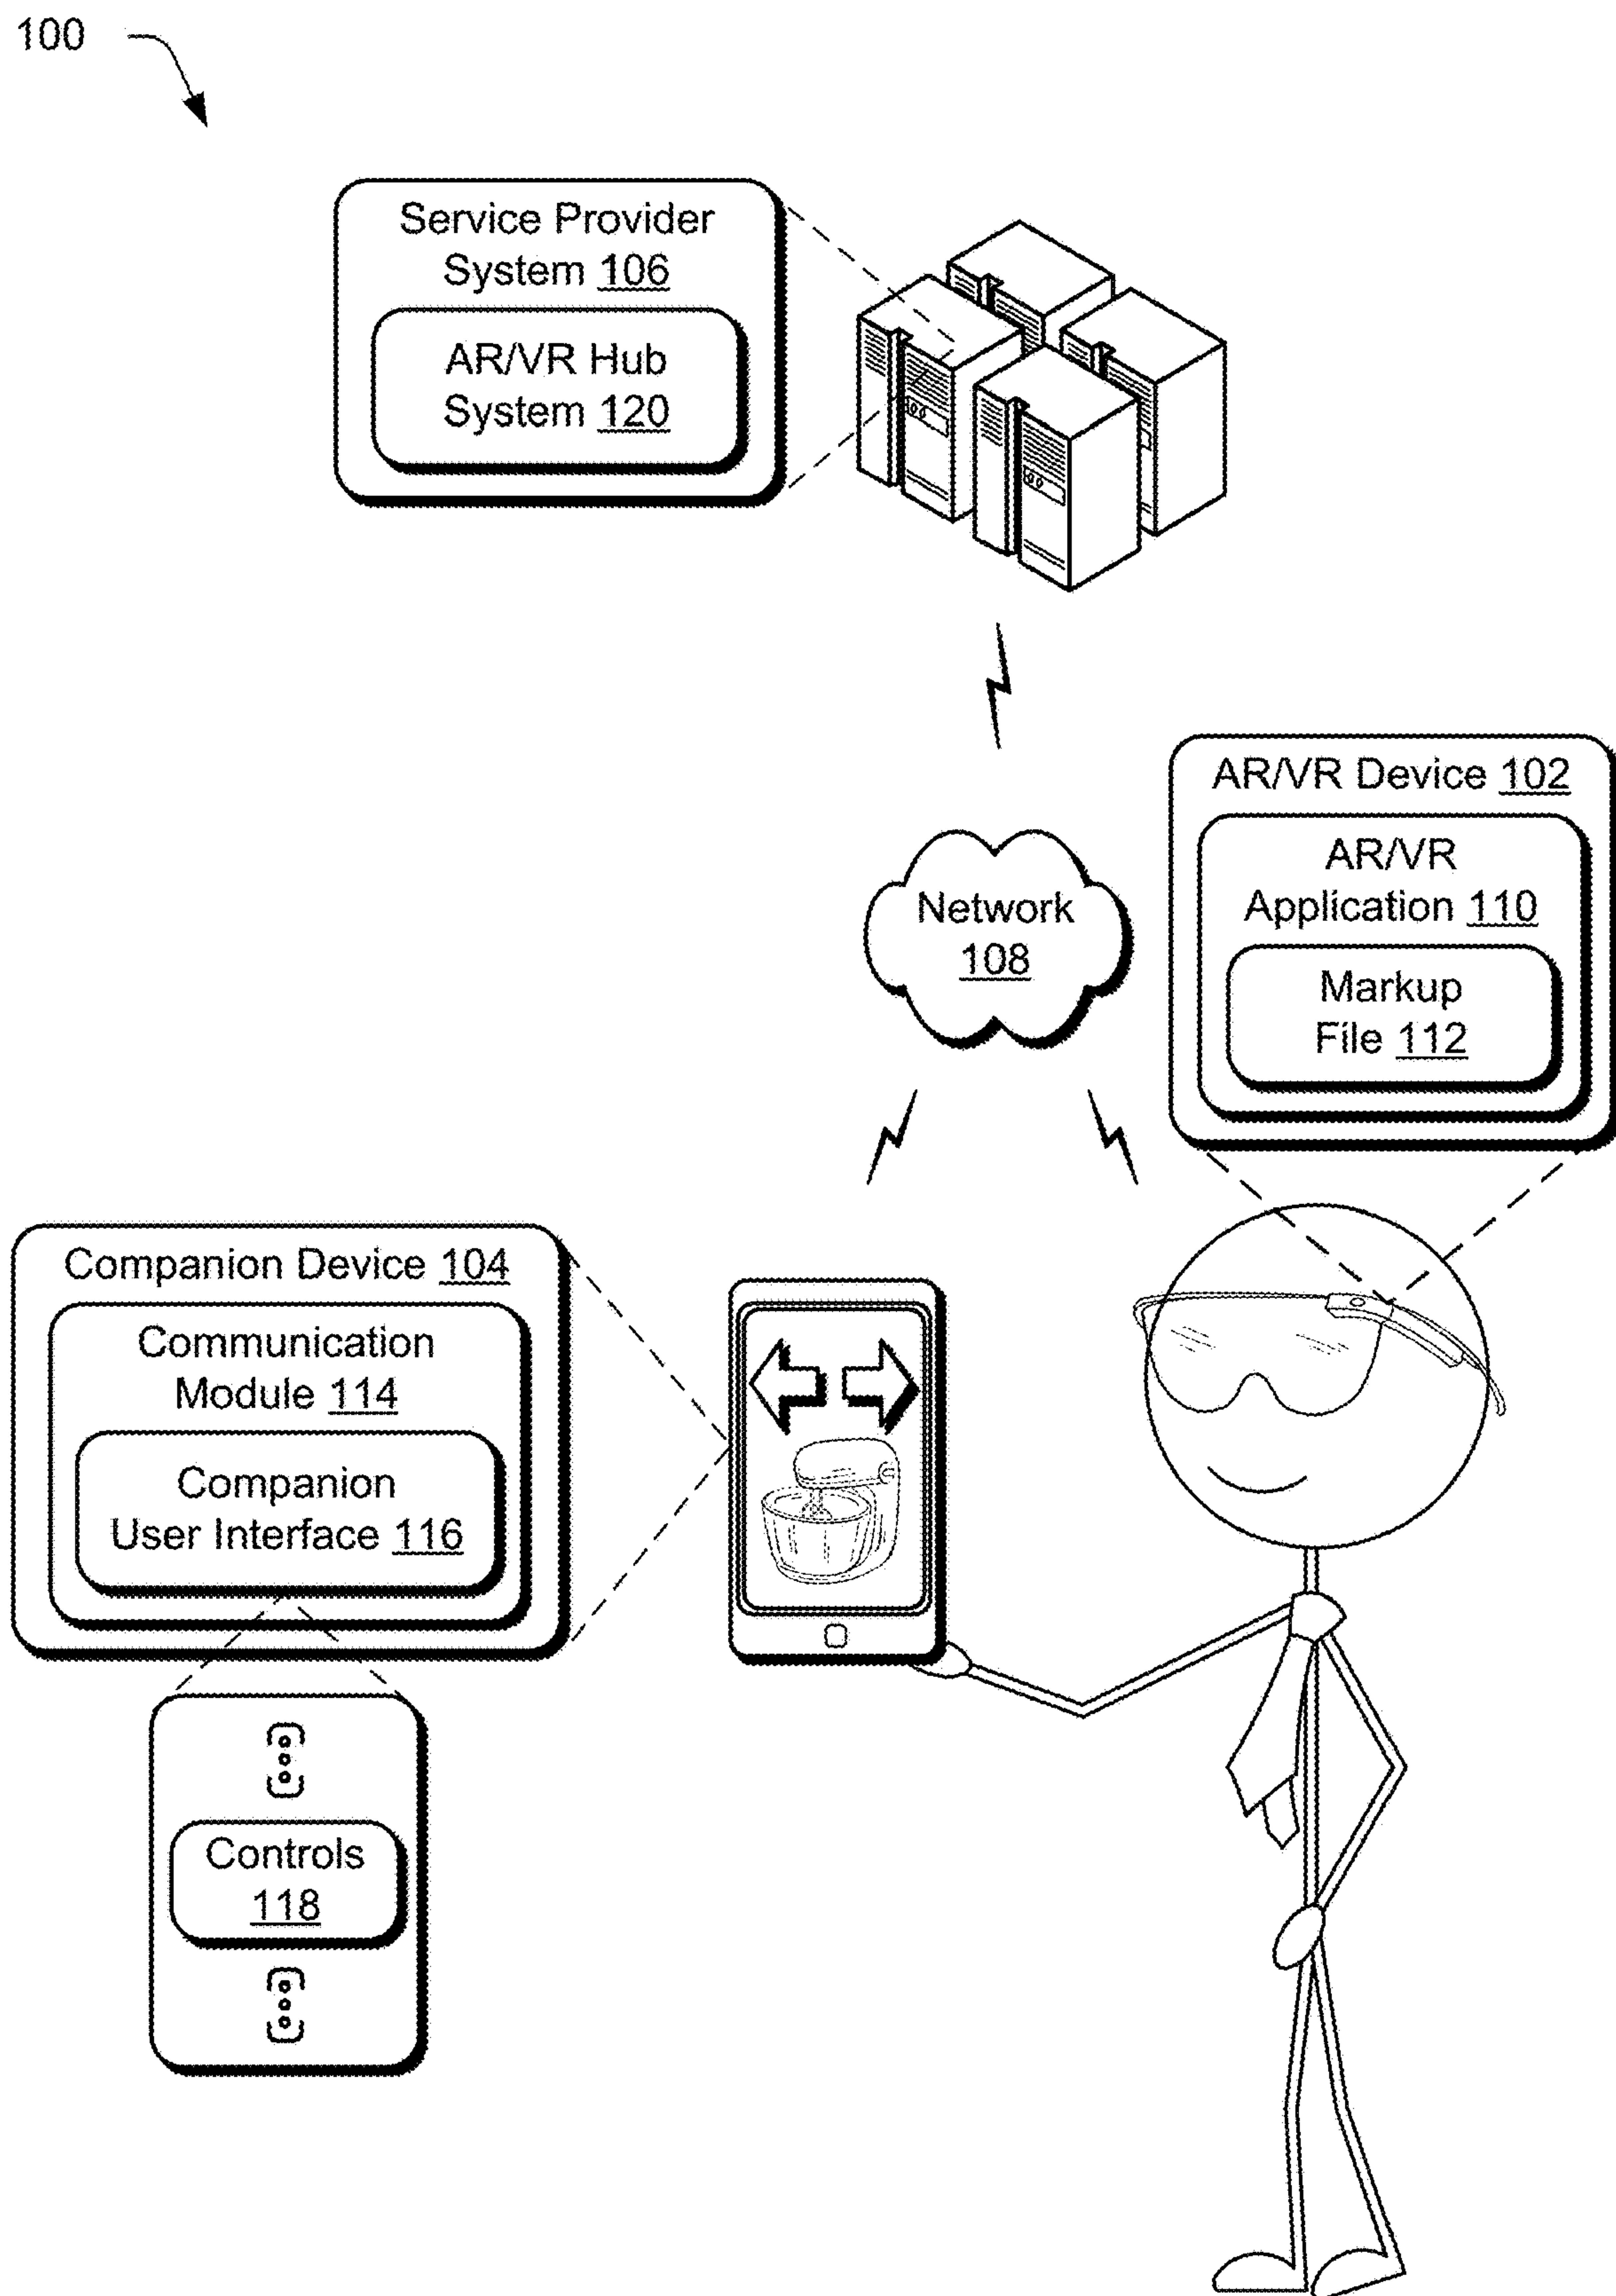 100
Service Provider
System 106
AR/VR Hub
System 120
AR/VR Device 102
AR/VR
Application 110
Markup
File 112
Network
108
Companion Device 104
Communication
Module 114
Companion
User Interface 116
Controls
118